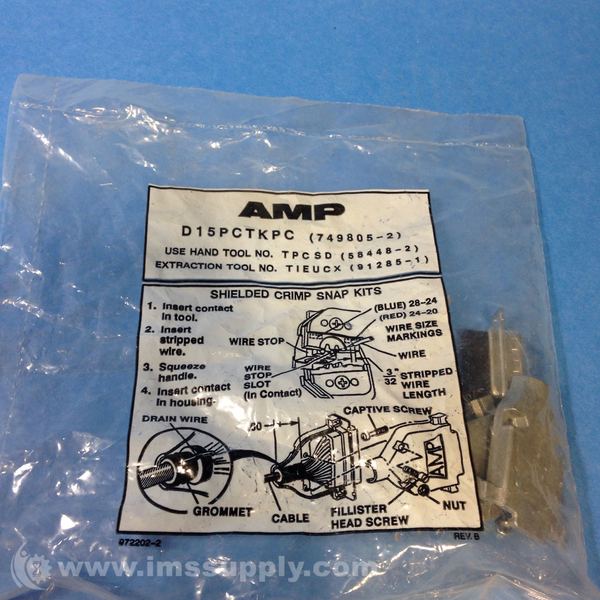 AMP
D15PCTKPC (749805-2)
USE HAND TOOL NO. TPCSD (58448-2)
EXTRACTION TOOL NO. TIEUCX (91285-1)
SHIELDED CRIMP SNAP KITS
1. Insert contact
in tool.
2. Insert
stripped
wire.
3. Squeeze
handle.
4. Insert contact
in housing.
(BLUE) 28-24
(RED) 24-20
WIRE SIZE
MARKINGS
WIRE STOP
WIRE
WIRE
STOP
SLOT
(In Contact)
3"
32 STRIPPED
WIRE
LENGTH
DRAIN WIRE
.60
CAPTIVE SCREW
AMP
GROMMET
CABLE
FILLISTER
HEAD SCREW
NUT
972202-2
REV. B
www.imssupply.com/